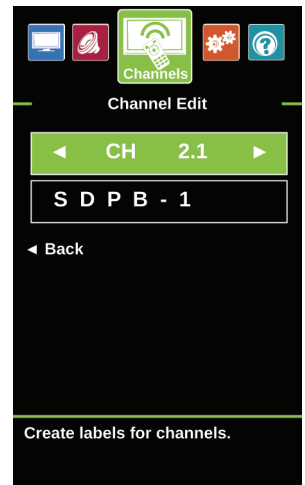 Channels
Channel Edit
◄ CH 2.1 ►
S D P B - 1
◄ Back
Create labels for channels.